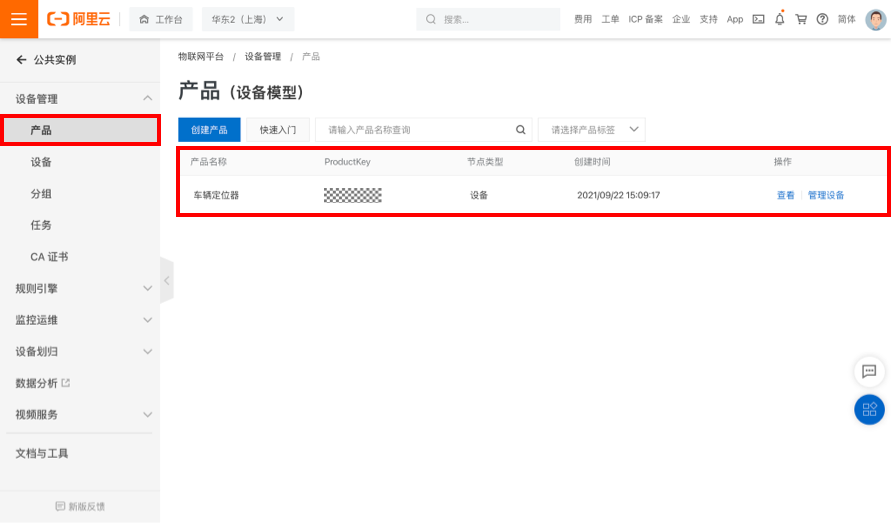 阿里云 工作台 华东2（上海） 搜索... 费用 工单 ICP 备案 企业 支持 App 简体
公共实例
设备管理
产品
设备
分组
任务
CA 证书
规则引擎
监控运维
设备划归
数据分析
视频服务
文档与工具
新版反馈
物联网平台 / 设备管理 / 产品
产品（设备模型）
创建产品 快速入门 请输入产品名称查询 请选择产品标签
产品名称 ProductKey 节点类型 创建时间 操作
车辆定位器 设备 2021/09/22 15:09:17 查看 管理设备